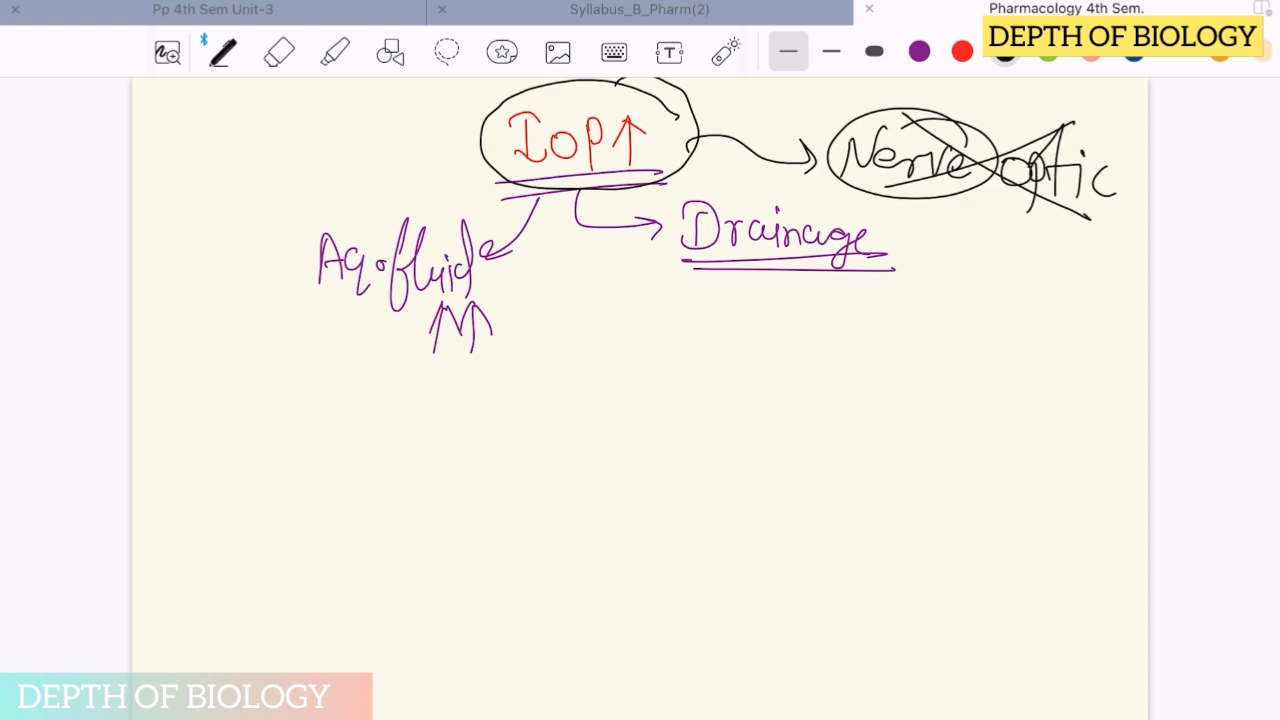 Pp 4th Sem Unit-3
Syllabus_B_Pharm(2)
Pharmacology 4th Sem.
DEPTH OF BIOLOGY
IOP↑
Nerve optic
Drainage
Aq. fluid
↑↑
DEPTH OF BIOLOGY